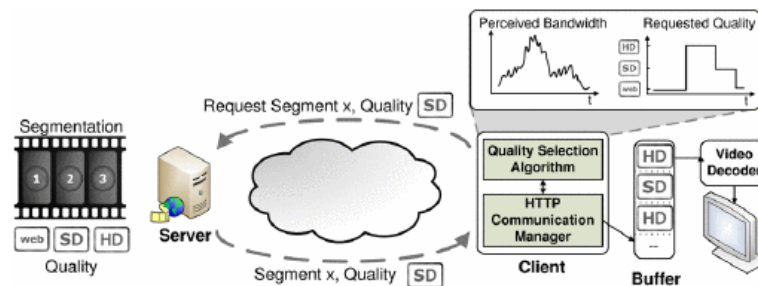 Perceived Bandwidth
Requested Quality
HD
SD
web
t
t
Request Segment x, Quality SD
Segmentation
1 2 3
web SD HD
Quality
Server
Segment x, Quality SD
Quality Selection
Algorithm
HTTP
Communication
Manager
Client
HD
SD
HD
...
Buffer
Video
Decoder